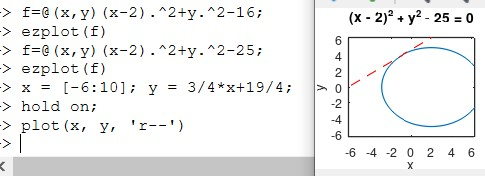 > f=@(x,y)(x-2).^2+y.^2-16;
> ezplot(f)
> f=@(x,y)(x-2).^2+y.^2-25;
> ezplot(f)
> x = [-6:10]; y = 3/4*x+19/4;
> hold on;
> plot(x, y, 'r--')
>
(x - 2)² + y² - 25 = 0
6
4
2
0
-2
-4
-6
y
-6 -4 -2 0 2 4 6
x